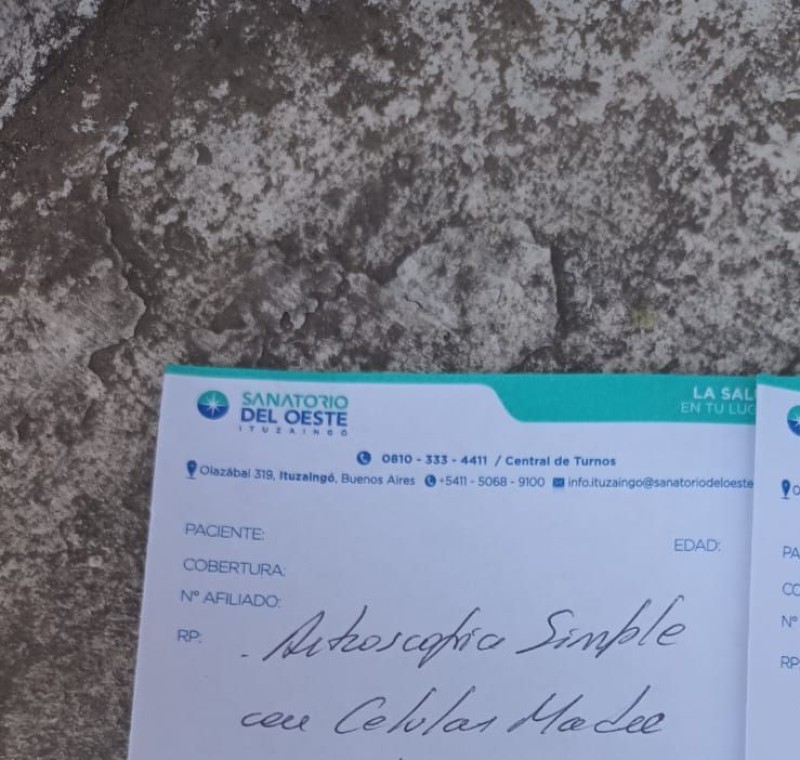 SANATORIO
DEL OESTE
ITUZAINGÓ
LA SAL
EN TU LUG
0810 - 333 - 4411 / Central de Turnos
Olazábal 319, Ituzaingó, Buenos Aires +5411 - 5068 - 9100 info.ituzaingo@sanatoriodeloeste
PACIENTE:
EDAD:
COBERTURA:
Nº AFILIADO:
RP: - Artroscopia Simple
con Celulas Madre
PA
CO
Nº
RP